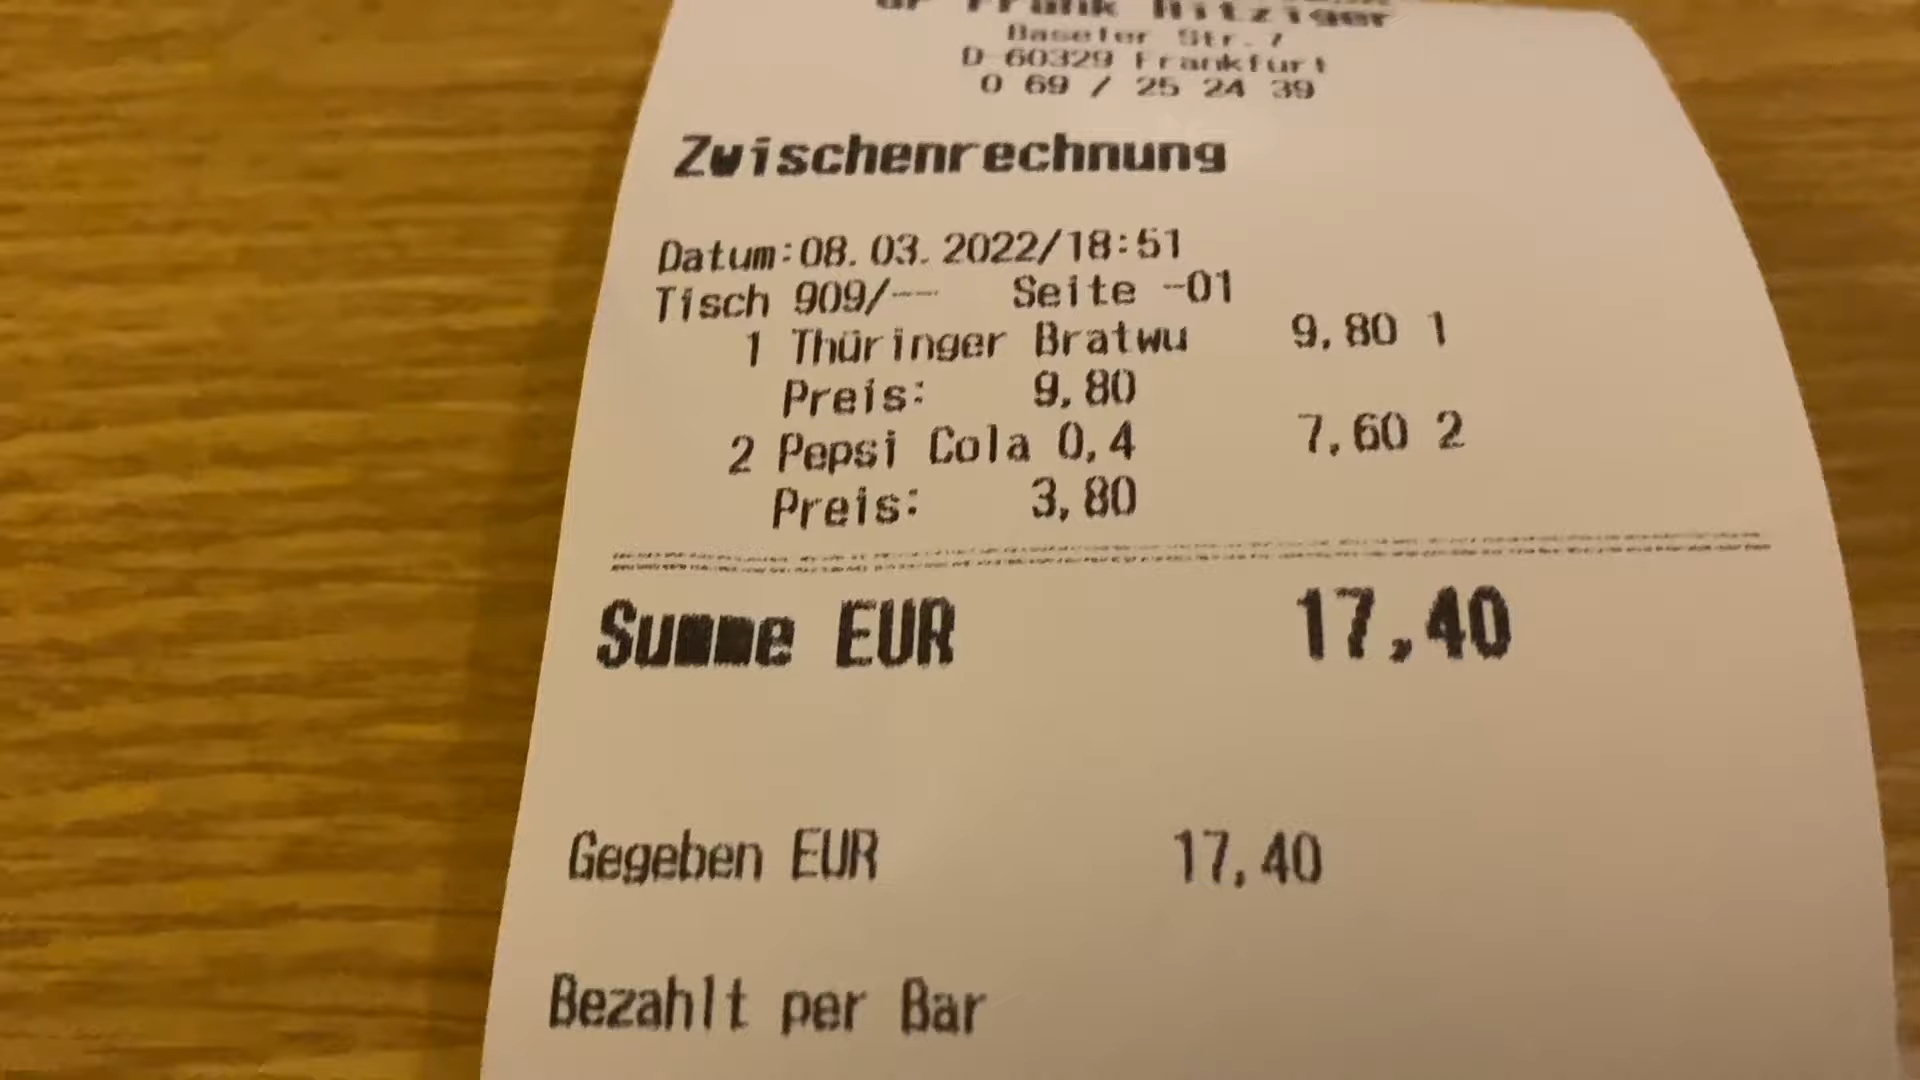 Frank Hitziger
Baseler Str. 7
D-60329 Frankfurt
0 69 / 25 24 39
Zwischenrechnung
Datum:08.03.2022/18:51
Tisch 909/--- Seite -01
1 Thüringer Bratwu 9,80 1
Preis: 9,80
2 Pepsi Cola 0,4 7,60 2
Preis: 3,80
Summe EUR 17,40
Gegeben EUR 17,40
Bezahlt per Bar